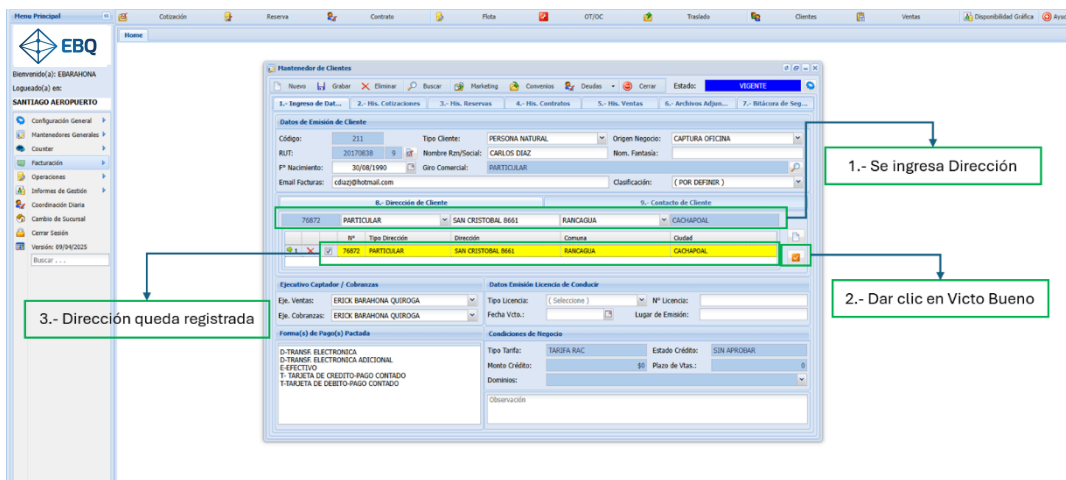 Menu Principal
Cotización Reserva Contrato Flota OT/OC Traslado Clientes Ventas Disponibilidad Gráfica Ayud
Home
EBQ
Bienvenido(a): EBARAHONA
Logueado(a) en:
SANTIAGO AEROPUERTO
Configuración General
Mantenedores Generales
Counter
Facturación
Operaciones
Informes de Gestión
Coordinación Diaria
Cambio de Sucursal
Cerrar Sesión
Versión: 09/04/2025
Buscar . . .
Mantenedor de Clientes
Nuevo Grabar Eliminar Buscar Marketing Convenios Deudas Cerrar Estado: VIGENTE
1.- Ingreso de Dat... 2.- His. Cotizaciones 3.- His. Reservas 4.- His. Contratos 5.- His. Ventas 6.- Archivos Adjun... 7.- Bitácora de Seg...
Datos de Emisión de Cliente
Código: 211 Tipo Cliente: PERSONA NATURAL Origen Negocio: CAPTURA OFICINA
RUT: 20170838 9 Nombre Rzn/Social: CARLOS DIAZ Nom. Fantasía:
Fº Nacimiento: 30/08/1990 Giro Comercial: PARTICULAR
Email Facturas: cdiazj@hotmail.com Clasificación: ( POR DEFINIR )
8.- Dirección de Cliente 9.- Contacto de Cliente
76872 PARTICULAR SAN CRISTOBAL 8661 RANCAGUA CACHAPOAL
Nº Tipo Dirección Dirección Comuna Ciudad
1 76872 PARTICULAR SAN CRISTOBAL 8661 RANCAGUA CACHAPOAL
Ejecutivo Captador / Cobranzas
Eje. Ventas: ERICK BARAHONA QUIROGA
Eje. Cobranzas: ERICK BARAHONA QUIROGA
Datos Emisión Licencia de Conducir
Tipo Licencia: ( Seleccione ) Nº Licencia:
Fecha Vcto.: Lugar de Emisión:
Forma(s) de Pago(s) Pactada
D-TRANSF. ELECTRONICA
D-TRANSF. ELECTRONICA ADICIONAL
E-EFECTIVO
T- TARJETA DE CREDITO-PAGO CONTADO
T-TARJETA DE DEBITO-PAGO CONTADO
Condiciones de Negocio
Tipo Tarifa: TARIFA RAC Estado Crédito: SIN APROBAR
Monto Crédito: $0 Plazo de Vtas.: 0
Dominios:
Observación
1.- Se ingresa Dirección
2.- Dar clic en Victo Bueno
3.- Dirección queda registrada